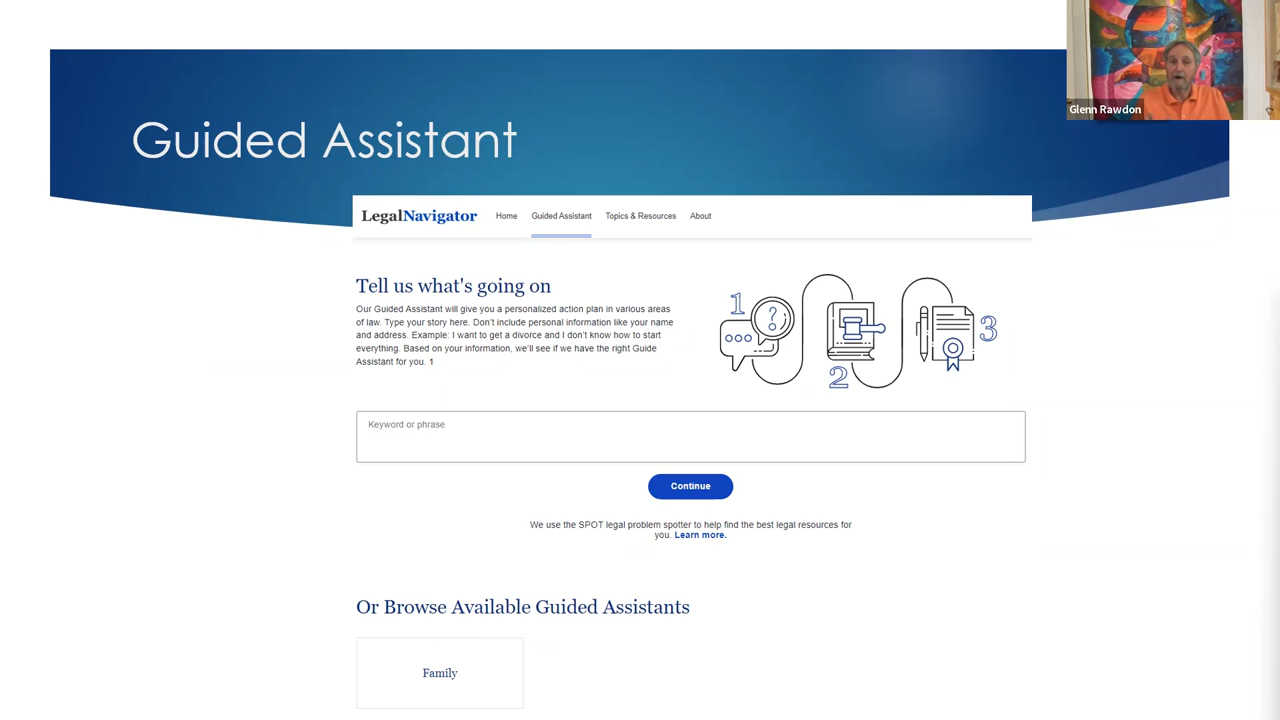 Glenn Rawdon
Guided Assistant
LegalNavigator Home Guided Assistant Topics & Resources About
Tell us what's going on
Our Guided Assistant will give you a personalized action plan in various areas
of law. Type your story here. Don't include personal information like your name
and address. Example: I want to get a divorce and I don't know how to start
everything. Based on your information, we'll see if we have the right Guide
Assistant for you. 1
1
?
2
3
Keyword or phrase
Continue
We use the SPOT legal problem spotter to help find the best legal resources for
you. Learn more.
Or Browse Available Guided Assistants
Family